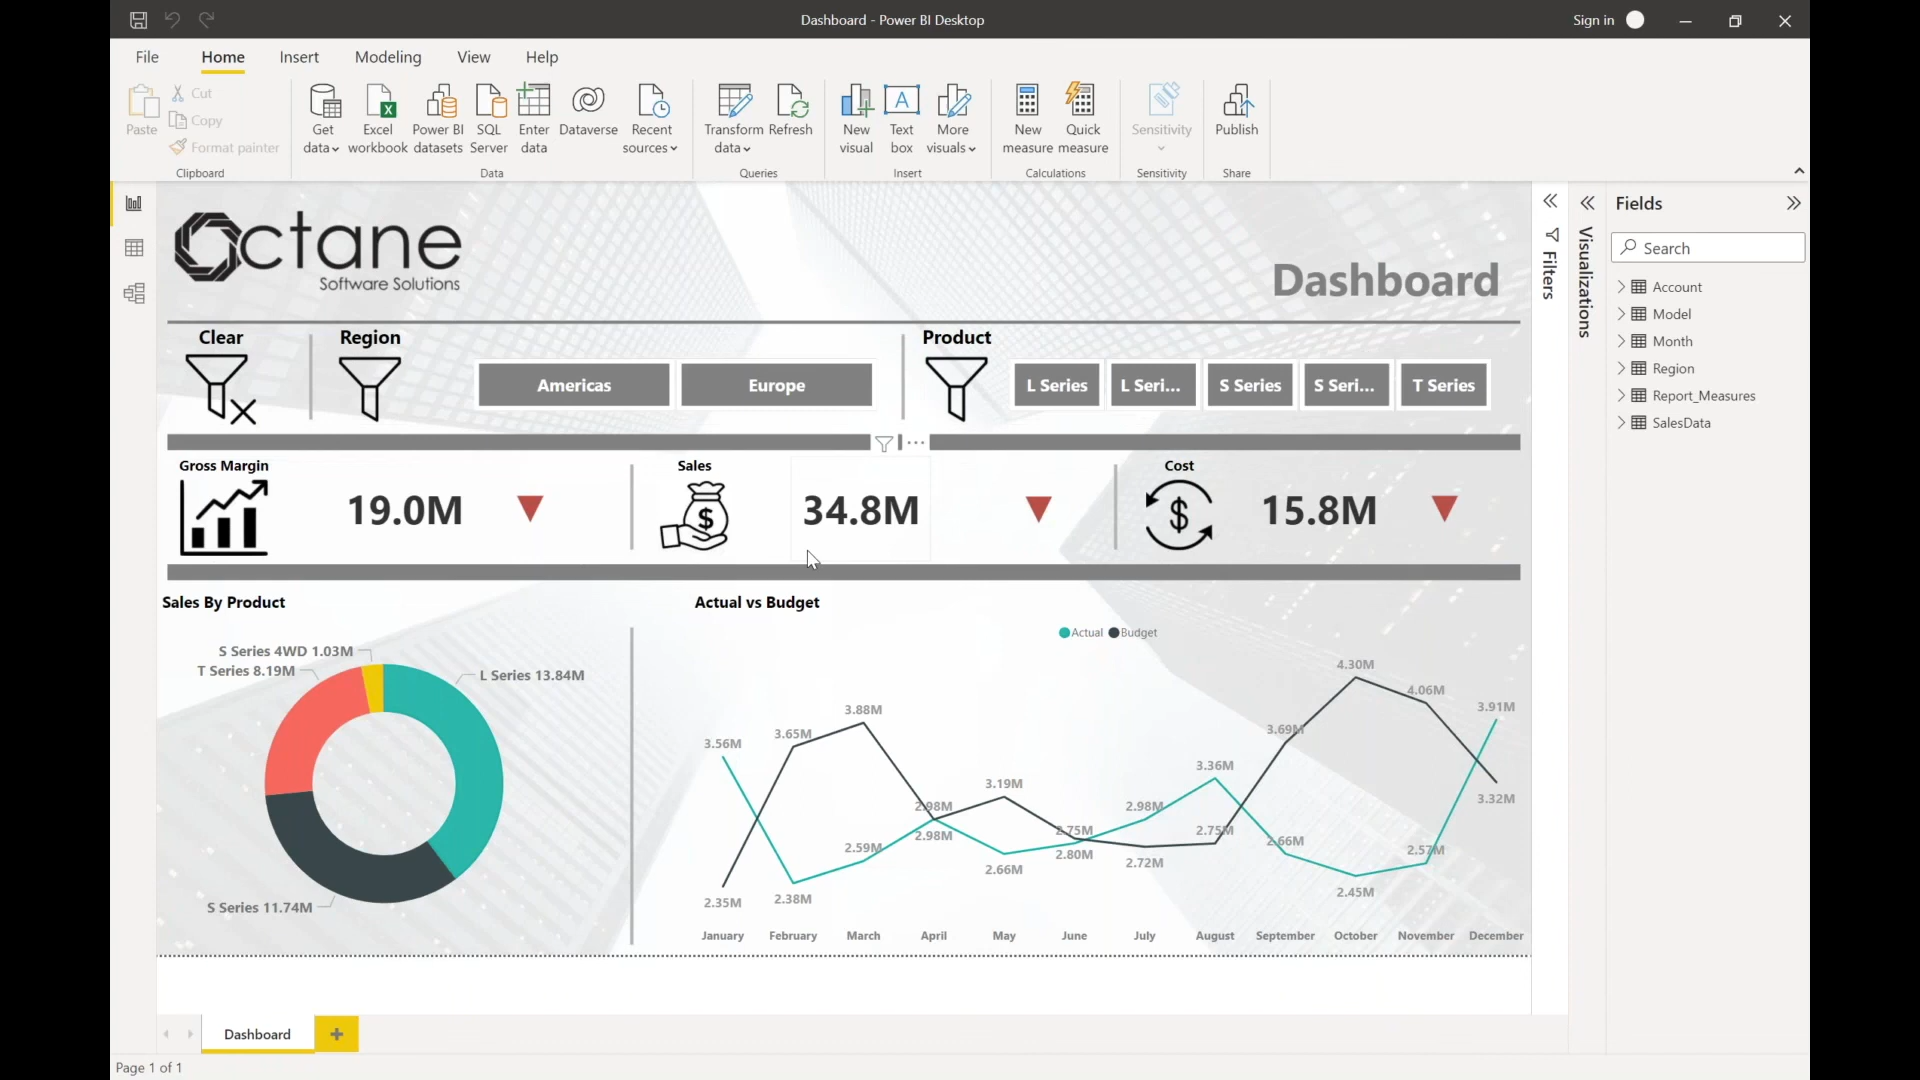 Dashboard - Power BI Desktop
Sign in
File Home Insert Modeling View Help
Paste
Cut
Copy
Format painter
Clipboard
Get data
Excel workbook
Power BI datasets
SQL Server
Enter data
Dataverse
Recent sources
Data
Transform data
Refresh
Queries
New visual
Text box
More visuals
Insert
New measure
Quick measure
Calculations
Sensitivity
Sensitivity
Publish
Share
Octane
Software Solutions
Dashboard
Clear
Region
Americas
Europe
Product
L Series
L Seri...
S Series
S Seri...
T Series
Gross Margin
19.0M
Sales
34.8M
Cost
15.8M
Sales By Product
S Series 4WD 1.03M
T Series 8.19M
L Series 13.84M
S Series 11.74M
Actual vs Budget
Actual Budget
4.30M
4.06M
3.91M
3.88M
3.69M
3.65M
3.56M
3.36M
3.19M
3.32M
2.98M
2.98M
2.98M
2.75M
2.75M
2.66M
2.59M
2.57M
2.80M
2.72M
2.66M
2.45M
2.38M
2.35M
January February March April May June July August September October November December
Filters
Visualizations
Fields
Search
Account
Model
Month
Region
Report_Measures
SalesData
Dashboard
Page 1 of 1